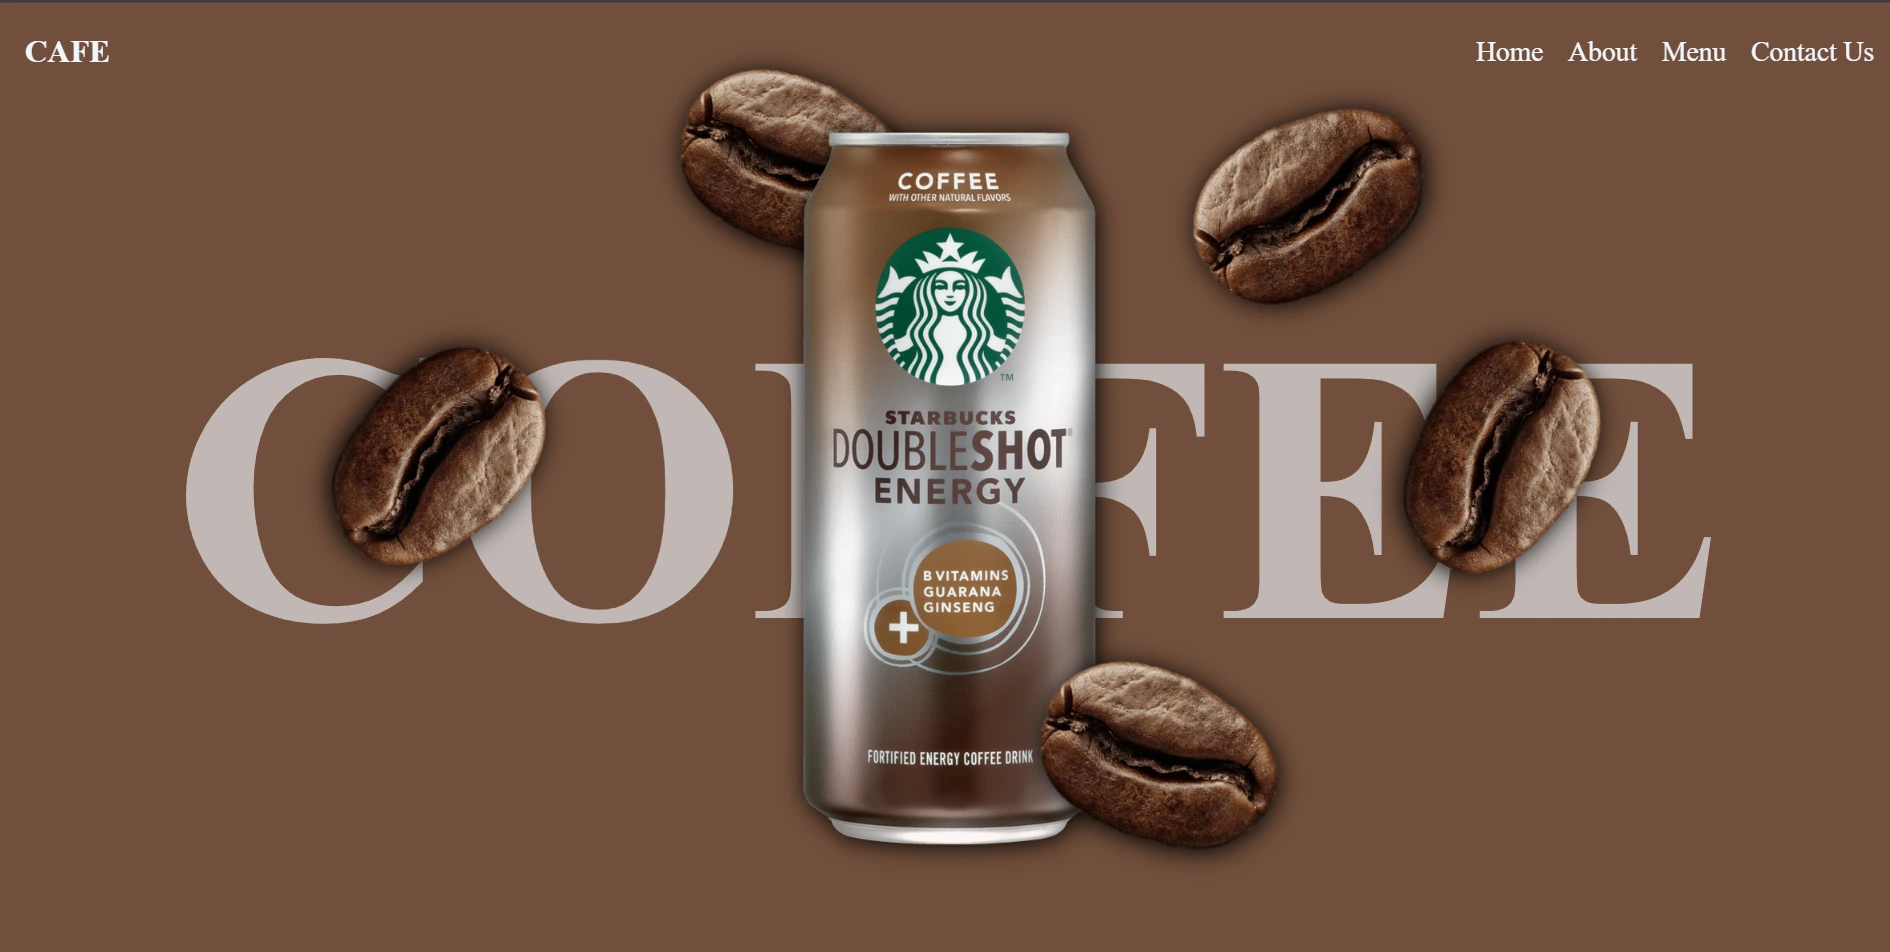 CAFE
Home About Menu Contact Us
COFFEE
WITH OTHER NATURAL FLAVORS
TM
COFFEE
STARBUCKS
DOUBLESHOT®
ENERGY
B VITAMINS
GUARANA
GINSENG
+
FORTIFIED ENERGY COFFEE DRINK